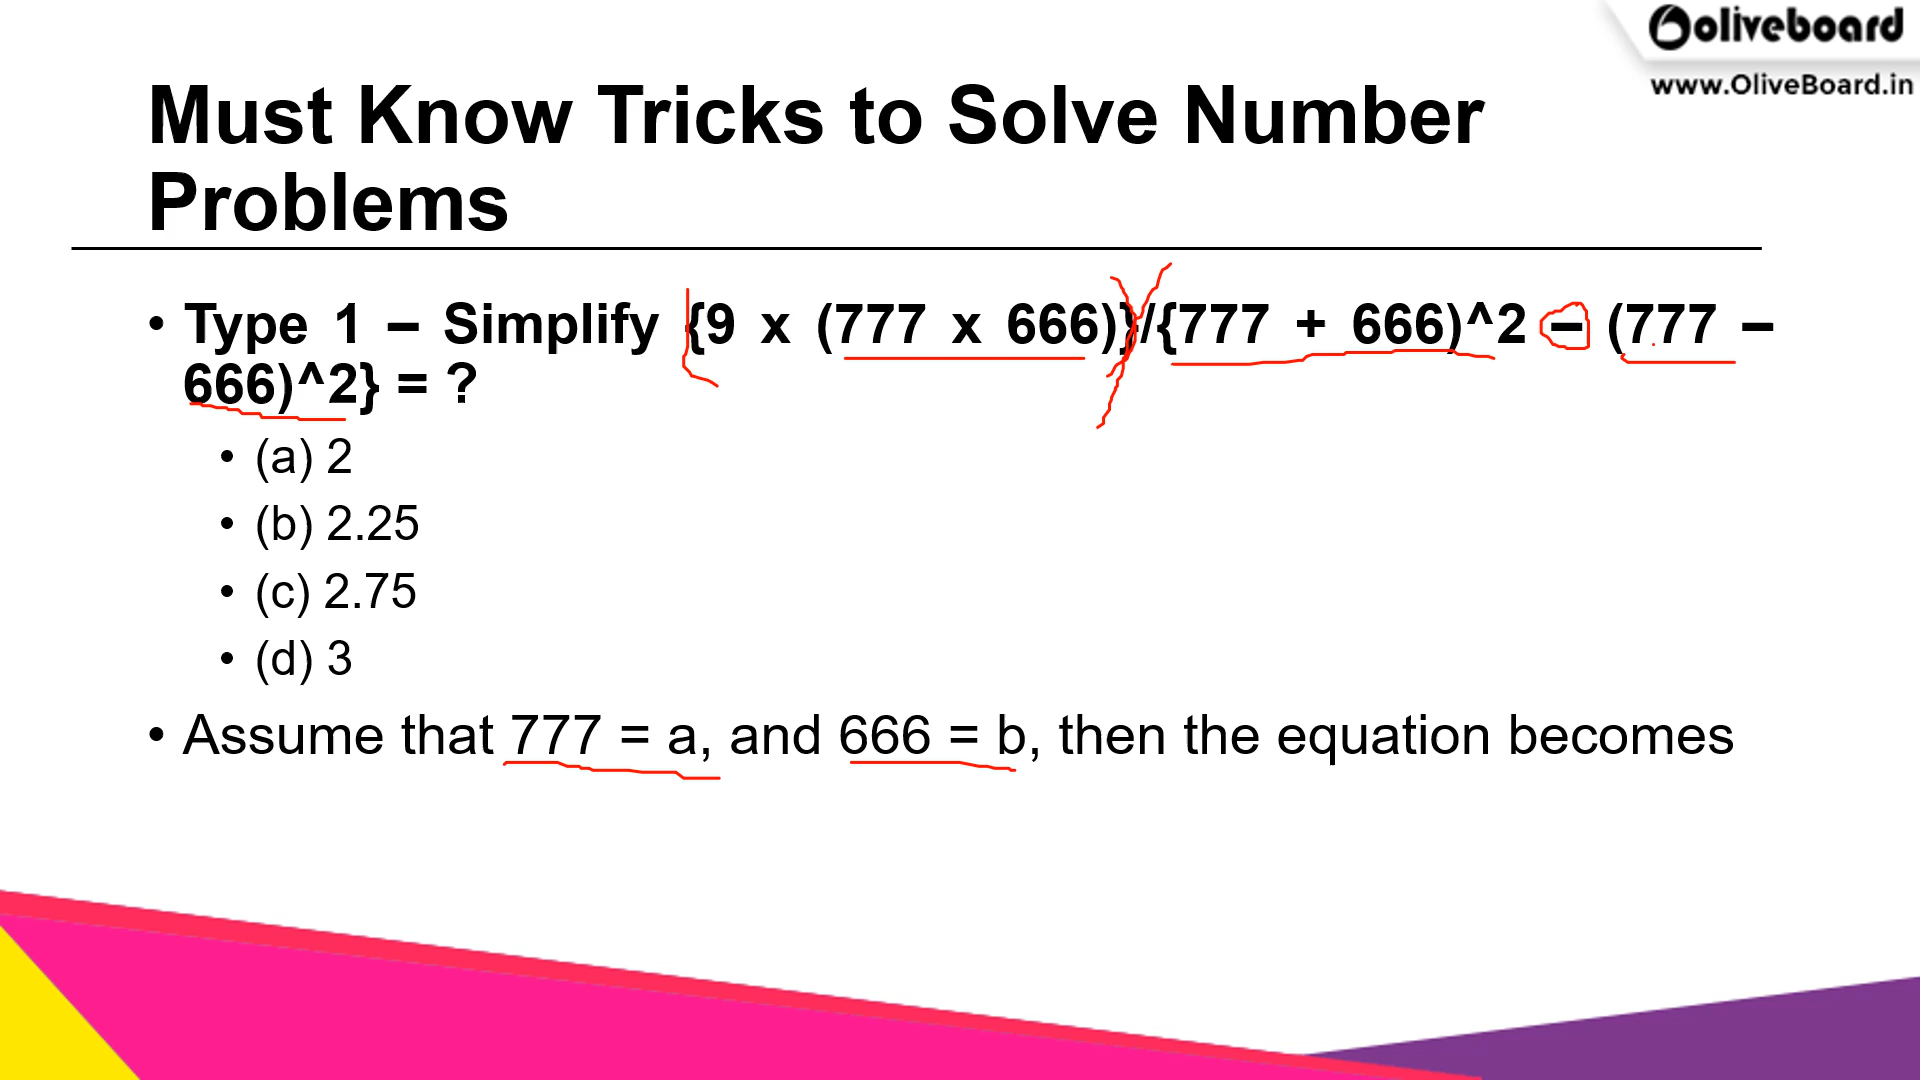 oliveboard
www.OliveBoard.in
Must Know Tricks to Solve Number
Problems
• Type 1 – Simplify {9 x (777 x 666)}/{777 + 666)^2 – (777 –
666)^2} = ?
• (a) 2
• (b) 2.25
• (c) 2.75
• (d) 3
• Assume that 777 = a, and 666 = b, then the equation becomes